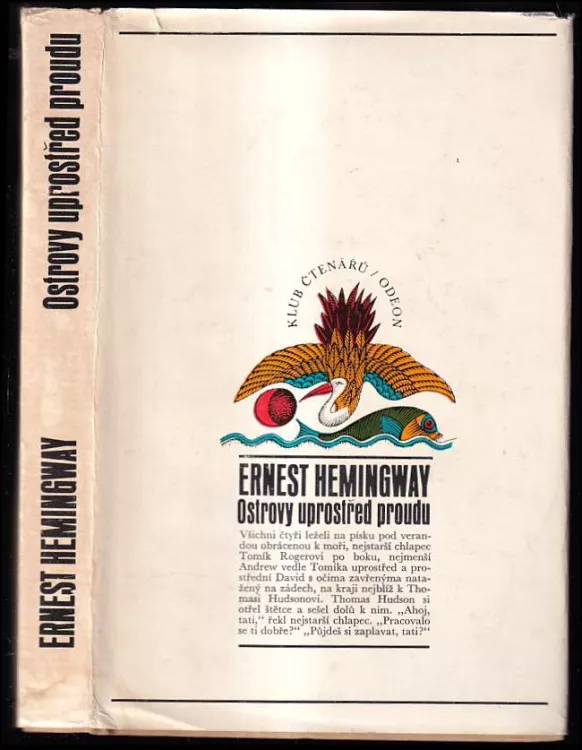 ERNEST HEMINGWAY Ostrovy uprostřed proudu
KLUB ČTENÁŘŮ / ODEON
ERNEST HEMINGWAY
Ostrovy uprostřed proudu
Všichni čtyři leželi na písku pod veran-
dou obrácenou k moři, nejstarší chlapec
Tomík Rogerovi po boku, nejmenší
Andrew vedle Tomíka uprostřed a pro-
střední David s očima zavřenýma nata-
žený na zádech, na kraji nejblíž k Tho-
masi Hudsonovi. Thomas Hudson si
otřel štětce a sešel dolů k nim. „Ahoj,
tati,“ řekl nejstarší chlapec. „Pracovalo
se ti dobře?“ „Půjdeš si zaplavat, tati?“